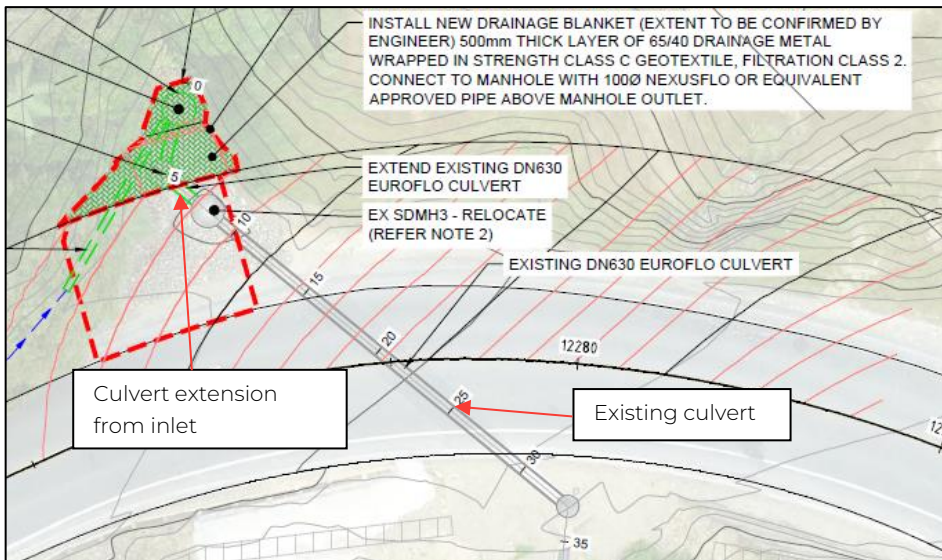 INSTALL NEW DRAINAGE BLANKET (EXTENT TO BE CONFIRMED BY
ENGINEER) 500mm THICK LAYER OF 65/40 DRAINAGE METAL
WRAPPED IN STRENGTH CLASS C GEOTEXTILE, FILTRATION CLASS 2.
CONNECT TO MANHOLE WITH 100Ø NEXUSFLO OR EQUIVALENT
APPROVED PIPE ABOVE MANHOLE OUTLET.
0
EXTEND EXISTING DN630
EUROFLO CULVERT
5
EX SDMH3 - RELOCATE
(REFER NOTE 2)
10
EXISTING DN630 EUROFLO CULVERT
15
20
12280
Culvert extension
from inlet
25
Existing culvert
12
30
35